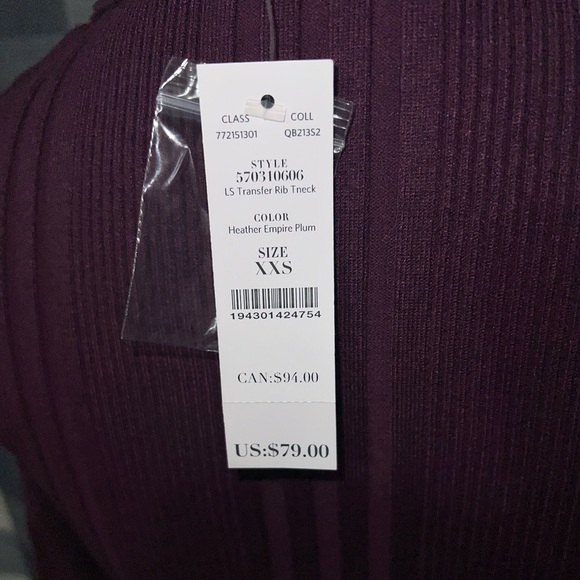 CLASS COLL
772151301 QB213S2
STYLE
570310606
LS Transfer Rib Tneck
COLOR
Heather Empire Plum
SIZE
XXS
194301424754
CAN:$94.00
US:$79.00